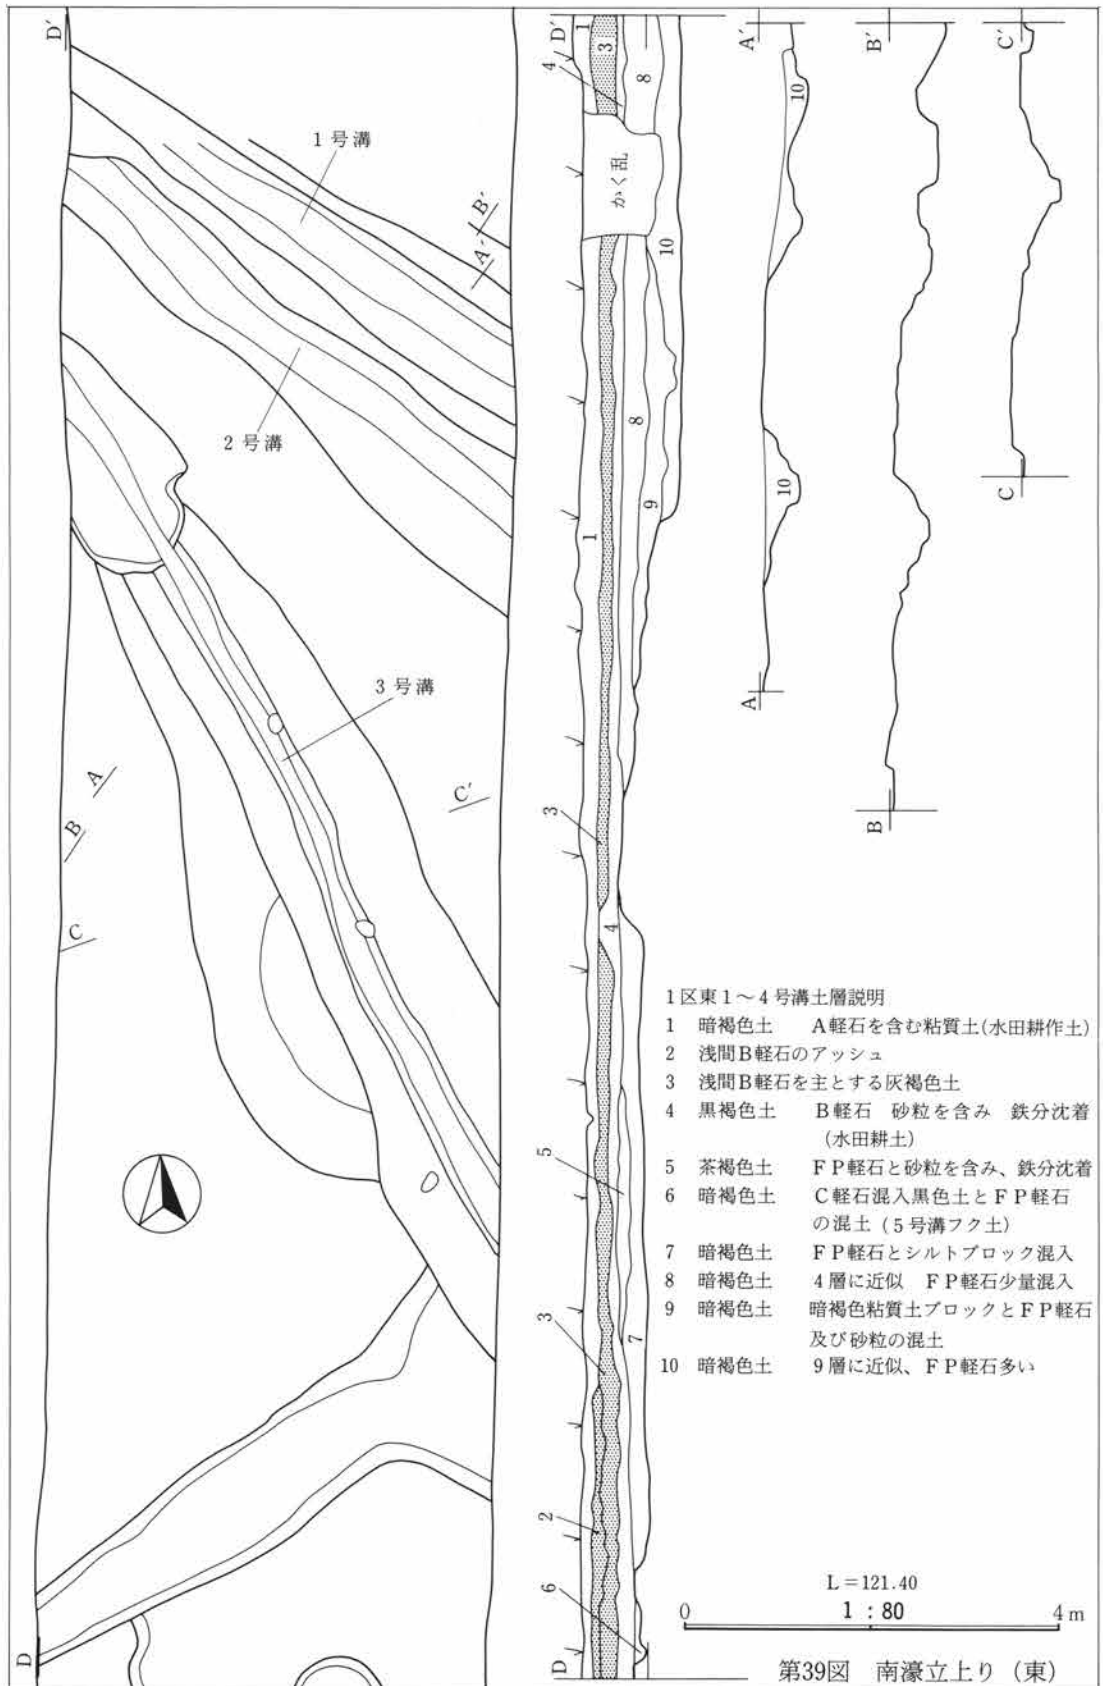 D′
1号溝
2号溝
3号溝
B′
A′
A
B
C
C′
D
D′
1
3
4
8
かく乱
10
8
9
1
3
4
5
3
7
2
6
D
A′
10
10
A
B′
B
C′
C
1区東1～4号溝土層説明
1 暗褐色土 A軽石を含む粘質土(水田耕作土)
2 浅間B軽石のアッシュ
3 浅間B軽石を主とする灰褐色土
4 黒褐色土 B軽石 砂粒を含み 鉄分沈着
(水田耕土)
5 茶褐色土 FP軽石と砂粒を含み、鉄分沈着
6 暗褐色土 C軽石混入黒色土とFP軽石
の混土(5号溝フク土)
7 暗褐色土 FP軽石とシルトブロック混入
8 暗褐色土 4層に近似 FP軽石少量混入
9 暗褐色土 暗褐色粘質土ブロックとFP軽石
及び砂粒の混土
10 暗褐色土 9層に近似、FP軽石多い
L=121.40
1:80
0 4m
第39図 南濠立上り(東)